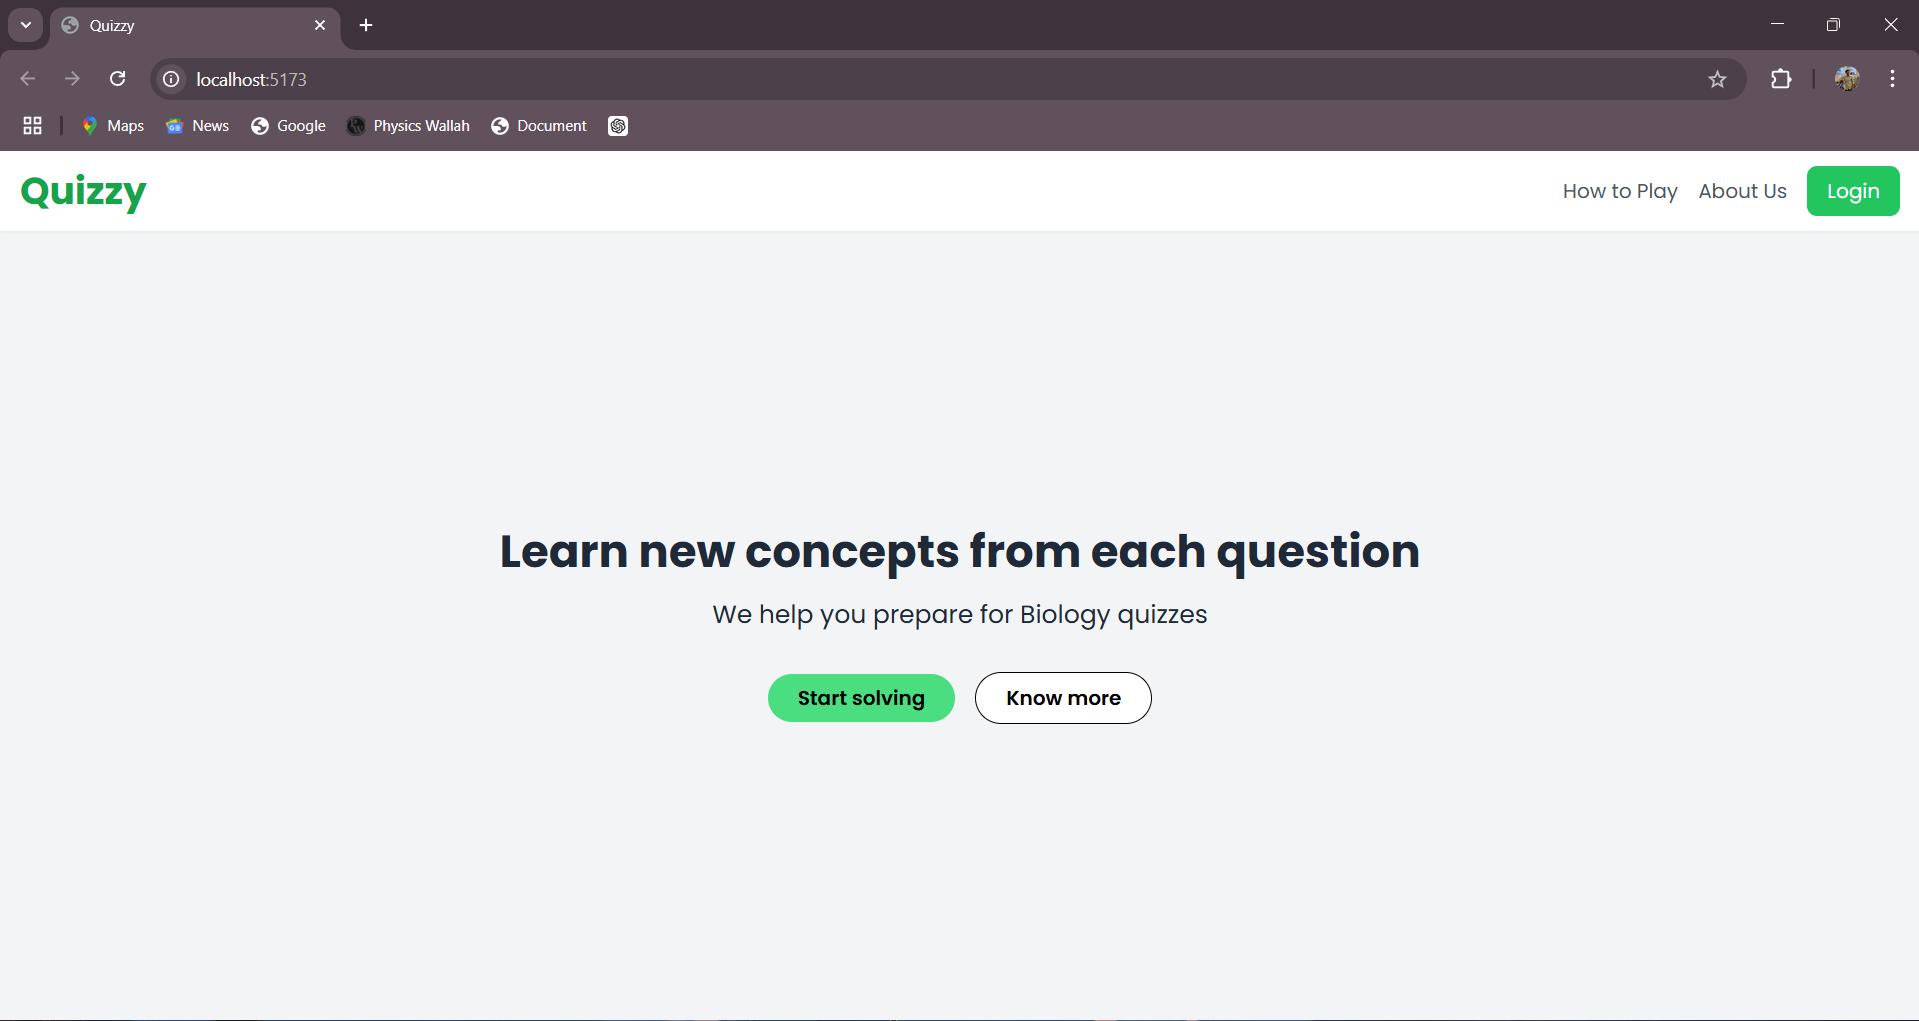 Quizzy
localhost:5173
Maps News Google Physics Wallah Document
Quizzy How to Play About Us Login
Learn new concepts from each question
We help you prepare for Biology quizzes
Start solving Know more